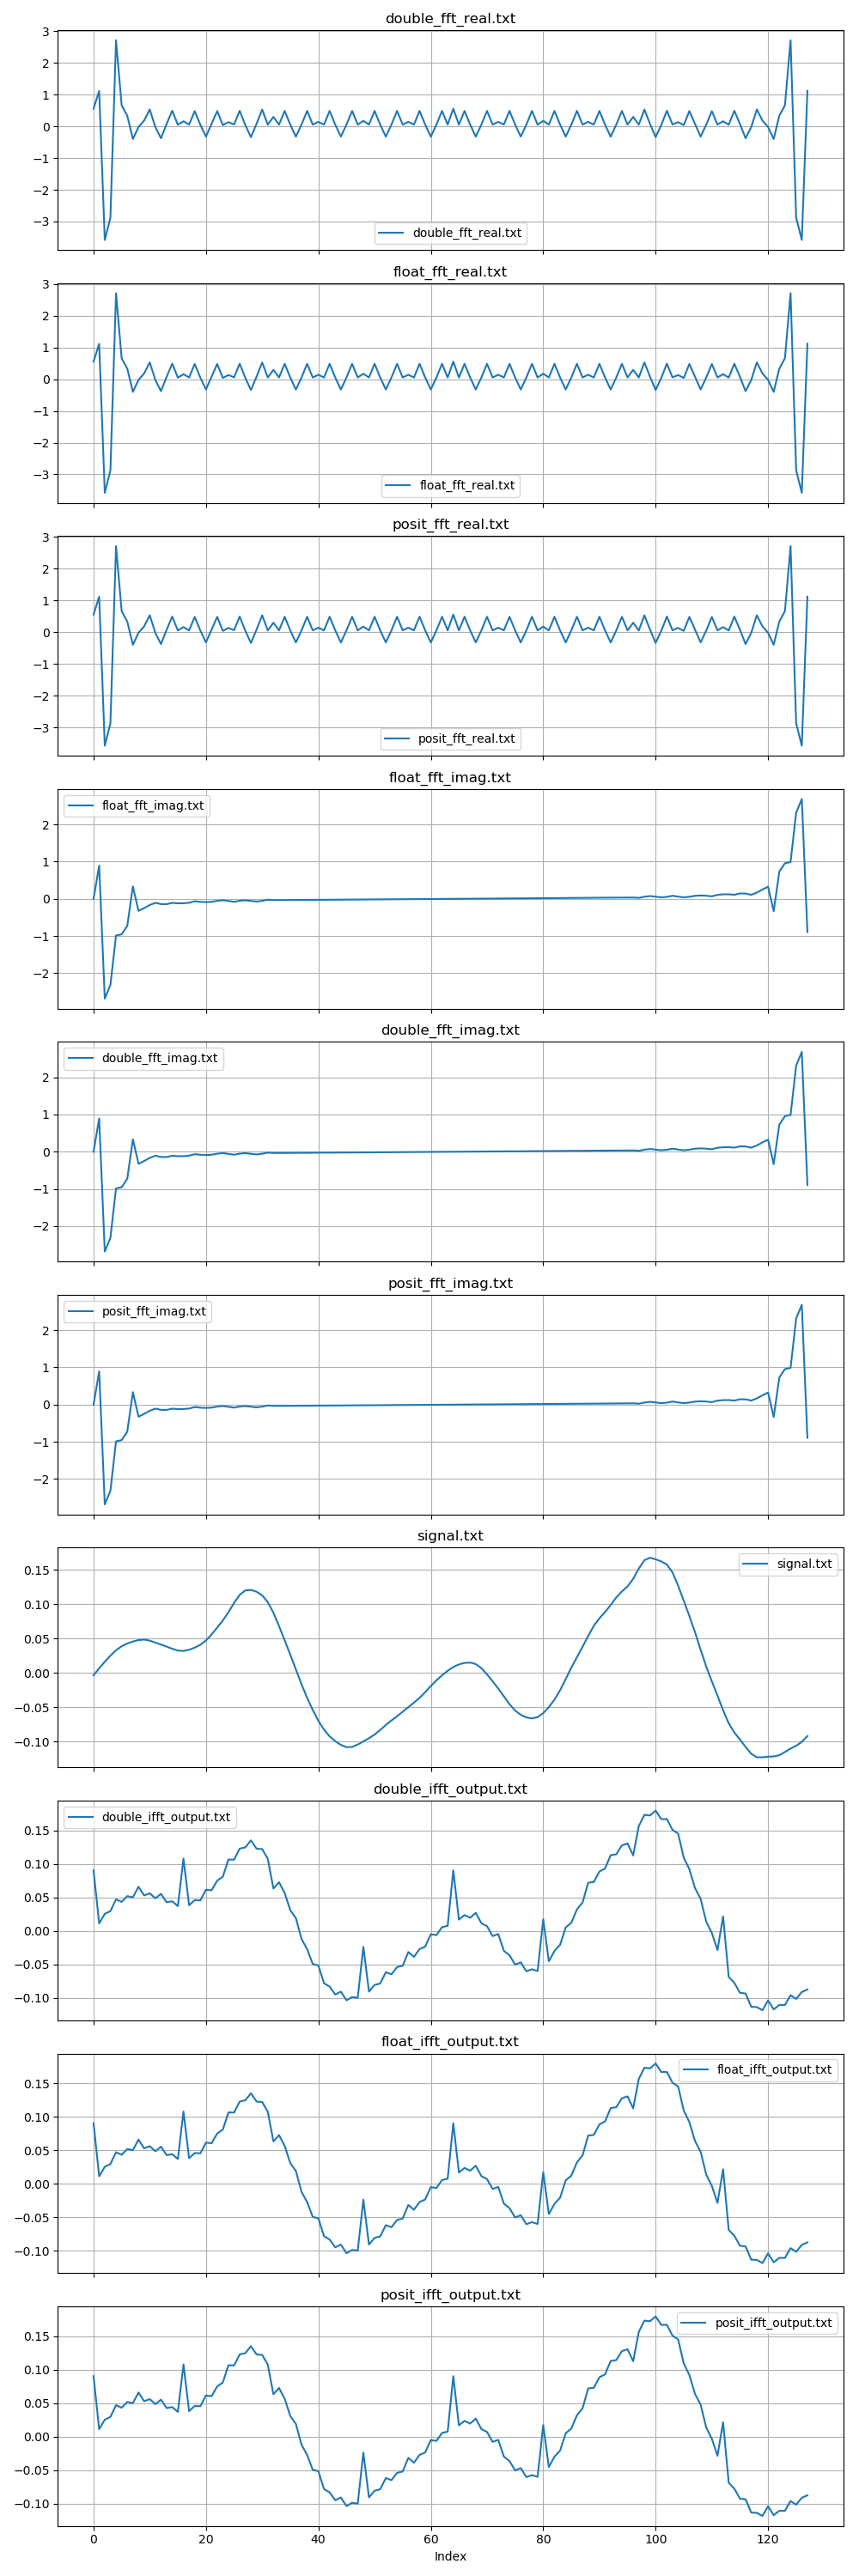 double_fft_real.txt
3
2
1
0
−1
−2
−3
double_fft_real.txt
float_fft_real.txt
3
2
1
0
−1
−2
−3
float_fft_real.txt
posit_fft_real.txt
3
2
1
0
−1
−2
−3
posit_fft_real.txt
float_fft_imag.txt
float_fft_imag.txt
2
1
0
−1
−2
double_fft_imag.txt
double_fft_imag.txt
2
1
0
−1
−2
posit_fft_imag.txt
posit_fft_imag.txt
2
1
0
−1
−2
signal.txt
signal.txt
0.15
0.10
0.05
0.00
−0.05
−0.10
double_ifft_output.txt
double_ifft_output.txt
0.15
0.10
0.05
0.00
−0.05
−0.10
float_ifft_output.txt
float_ifft_output.txt
0.15
0.10
0.05
0.00
−0.05
−0.10
posit_ifft_output.txt
posit_ifft_output.txt
0.15
0.10
0.05
0.00
−0.05
−0.10
0 20 40 60 80 100 120
Index